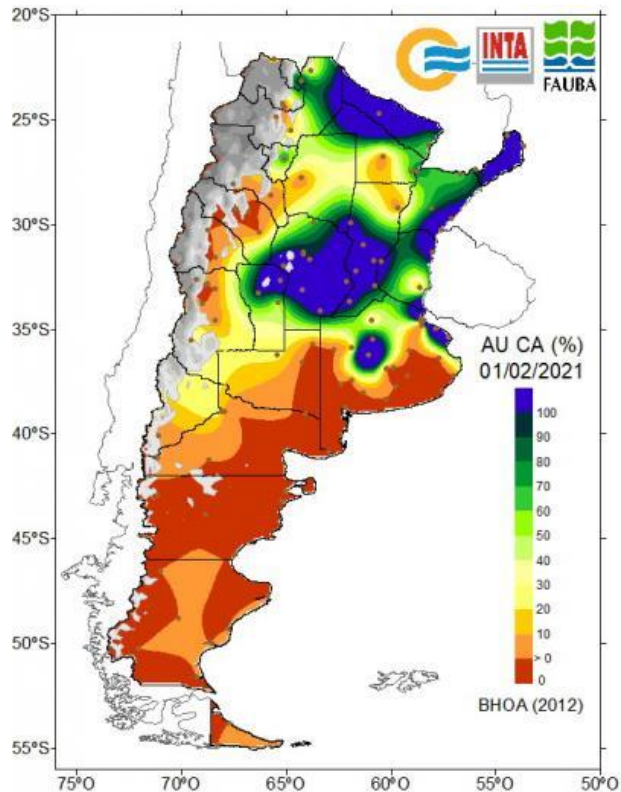 20°S
25°S
30°S
35°S
40°S
45°S
50°S
55°S
INTA
FAUBA
AU CA (%)
01/02/2021
100
90
80
70
60
50
40
30
20
10
> 0
0
BHOA (2012)
75°O
70°O
65°O
60°O
55°O
50°O